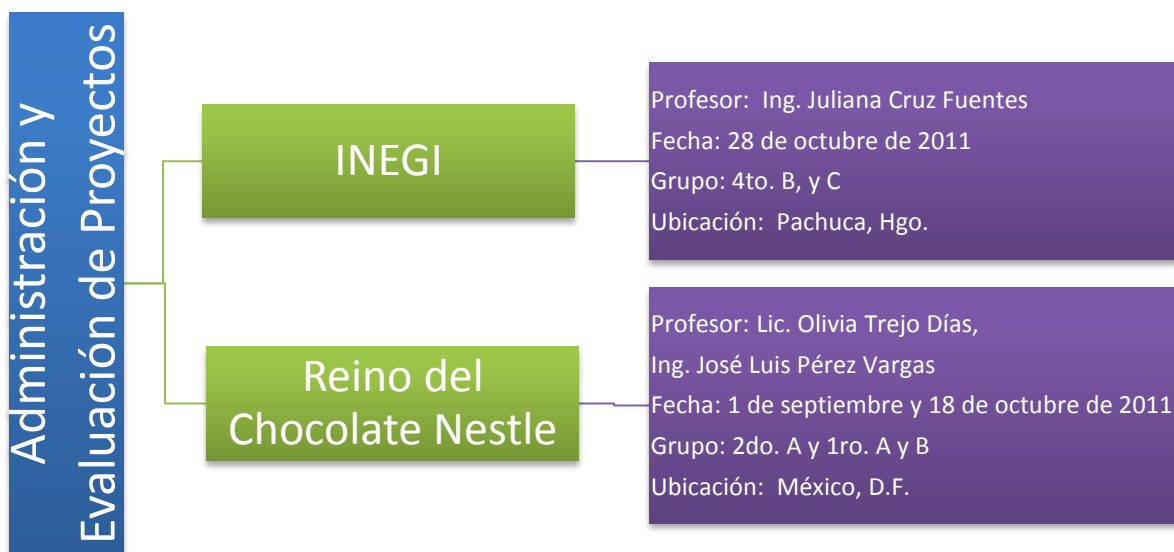 Administración y
Evaluación de Proyectos
INEGI
Profesor: Ing. Juliana Cruz Fuentes
Fecha: 28 de octubre de 2011
Grupo: 4to. B, y C
Ubicación: Pachuca, Hgo.
Reino del
Chocolate Nestle
Profesor: Lic. Olivia Trejo Días,
Ing. José Luis Pérez Vargas
Fecha: 1 de septiembre y 18 de octubre de 2011
Grupo: 2do. A y 1ro. A y B
Ubicación: México, D.F.